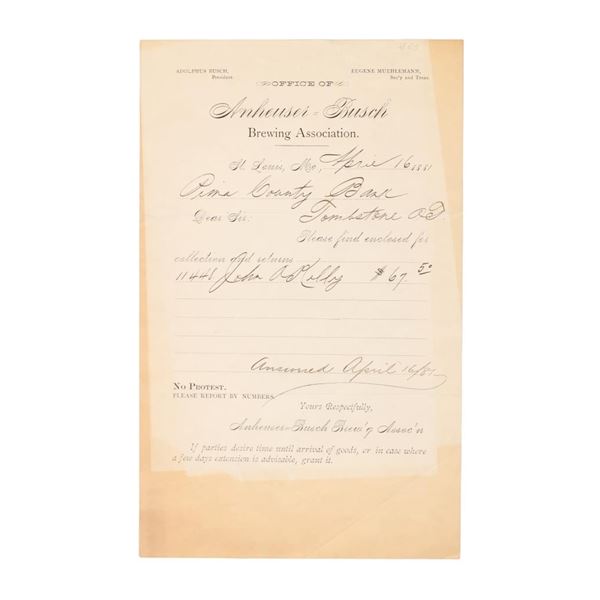 ADOLPHUS BUSCH, President.
EUGENE MUEHLEMANN, Sec'y and Treas.
OFFICE OF
Anheuser=Busch
Brewing Association.
St. Louis, Mo., April 16 1881
Pima County Bank
Dear Sir: Tombstone A.T.
Please find enclosed for
collection and returns
11448 John $67.50
Answered April 16/81
NO PROTEST.
PLEASE REPORT BY NUMBERS.
Yours Respectfully,
Anheuser=Busch Brew'g Assoc'n
If parties desire time until arrival of goods, or in case where
a few days extension is advisable, grant it.